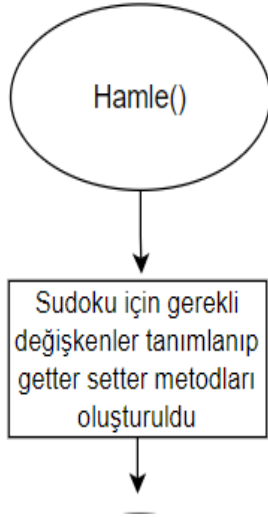 Hamle()
Sudoku için gerekli
değişkenler tanımlanıp
getter setter metodları
oluşturuldu